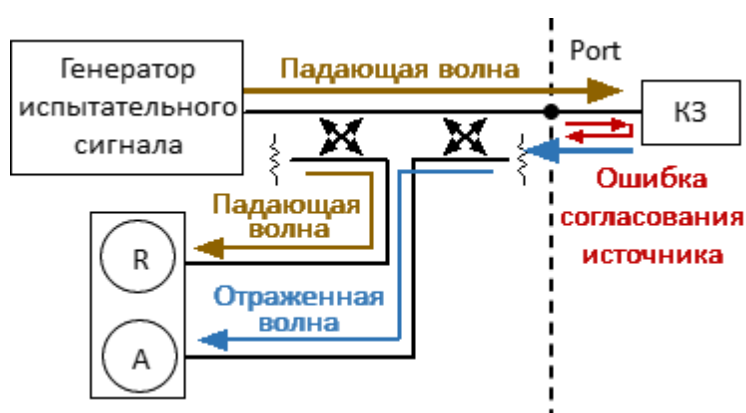 Генератор
испытательного
сигнала
Падающая волна
Port
КЗ
Ошибка
согласования
источника
Падающая
волна
R
Отраженная
волна
A